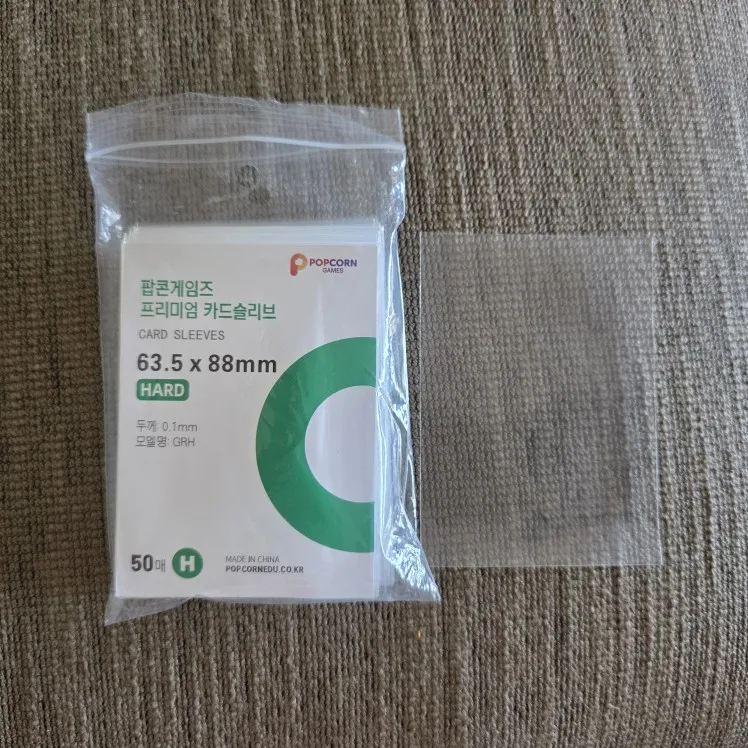 POPCORN
GAMES
팝콘게임즈
프리미엄 카드슬리브
CARD SLEEVES
63.5 x 88mm
HARD
두께: 0.1mm
모델명: GRH
50매 H
MADE IN CHINA
POPCORNEDU.CO.KR